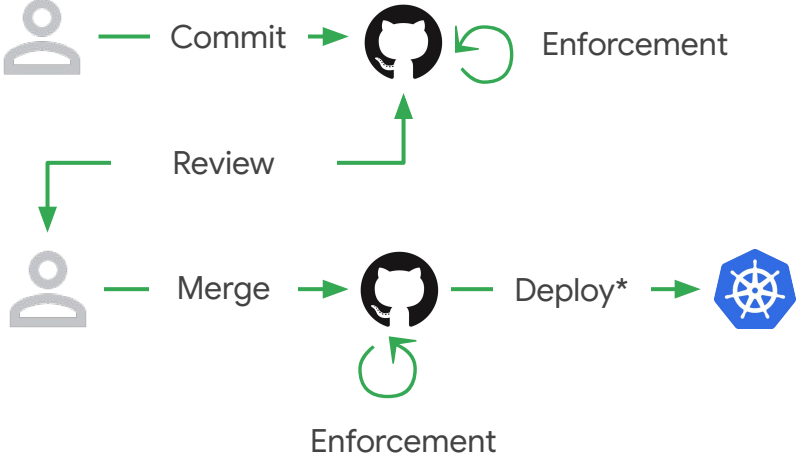 Commit
Enforcement
Review
Merge
Deploy*
Enforcement